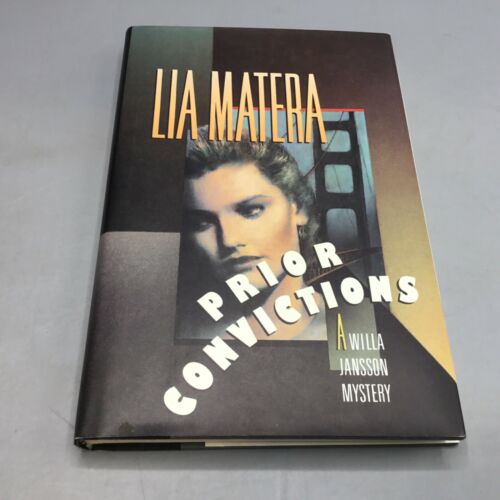 LIA MATERA
PRIOR
CONVICTIONS
A WILLA
JANSSON
MYSTERY